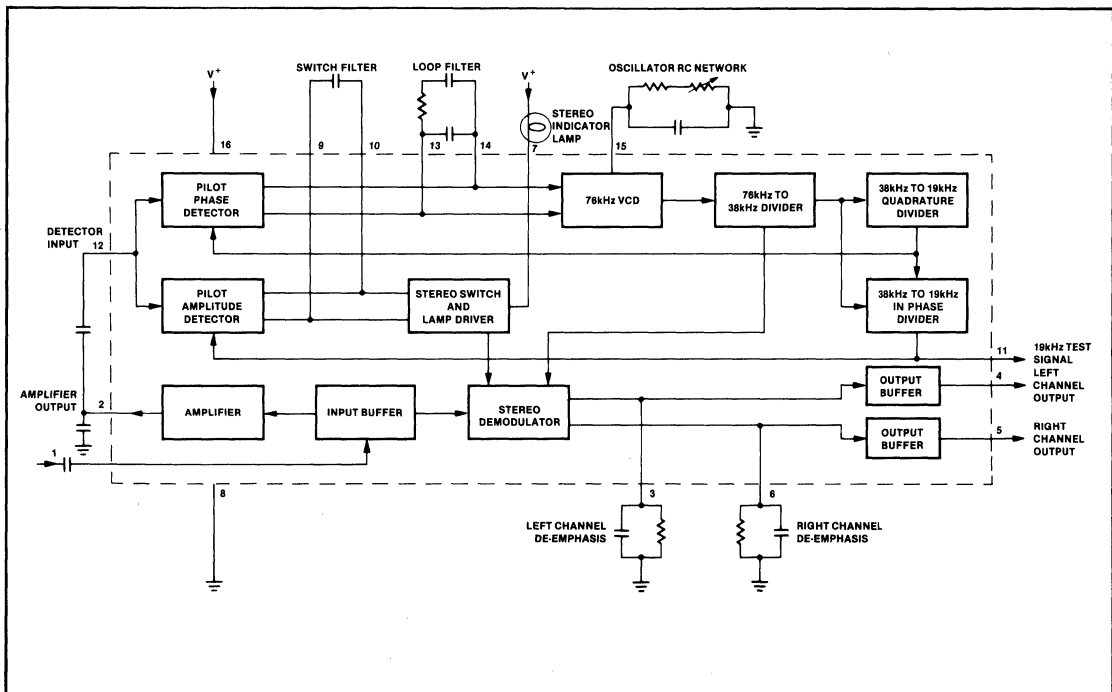 SWITCH FILTER
LOOP FILTER
OSCILLATOR RC NETWORK
V+
V+
STEREO
INDICATOR
LAMP
16
9
10
13
14
7
15
PILOT
PHASE
DETECTOR
76kHz VCD
76kHz TO
38kHz DIVIDER
38kHz TO 19kHz
QUADRATURE
DIVIDER
DETECTOR
INPUT
12
PILOT
AMPLITUDE
DETECTOR
STEREO SWITCH
AND
LAMP DRIVER
38kHz TO 19kHz
IN PHASE
DIVIDER
11
19kHz TEST
SIGNAL
AMPLIFIER
OUTPUT
2
AMPLIFIER
INPUT BUFFER
STEREO
DEMODULATOR
OUTPUT
BUFFER
4
LEFT
CHANNEL
OUTPUT
OUTPUT
BUFFER
5
RIGHT
CHANNEL
OUTPUT
1
8
3
6
LEFT CHANNEL
DE-EMPHASIS
RIGHT CHANNEL
DE-EMPHASIS